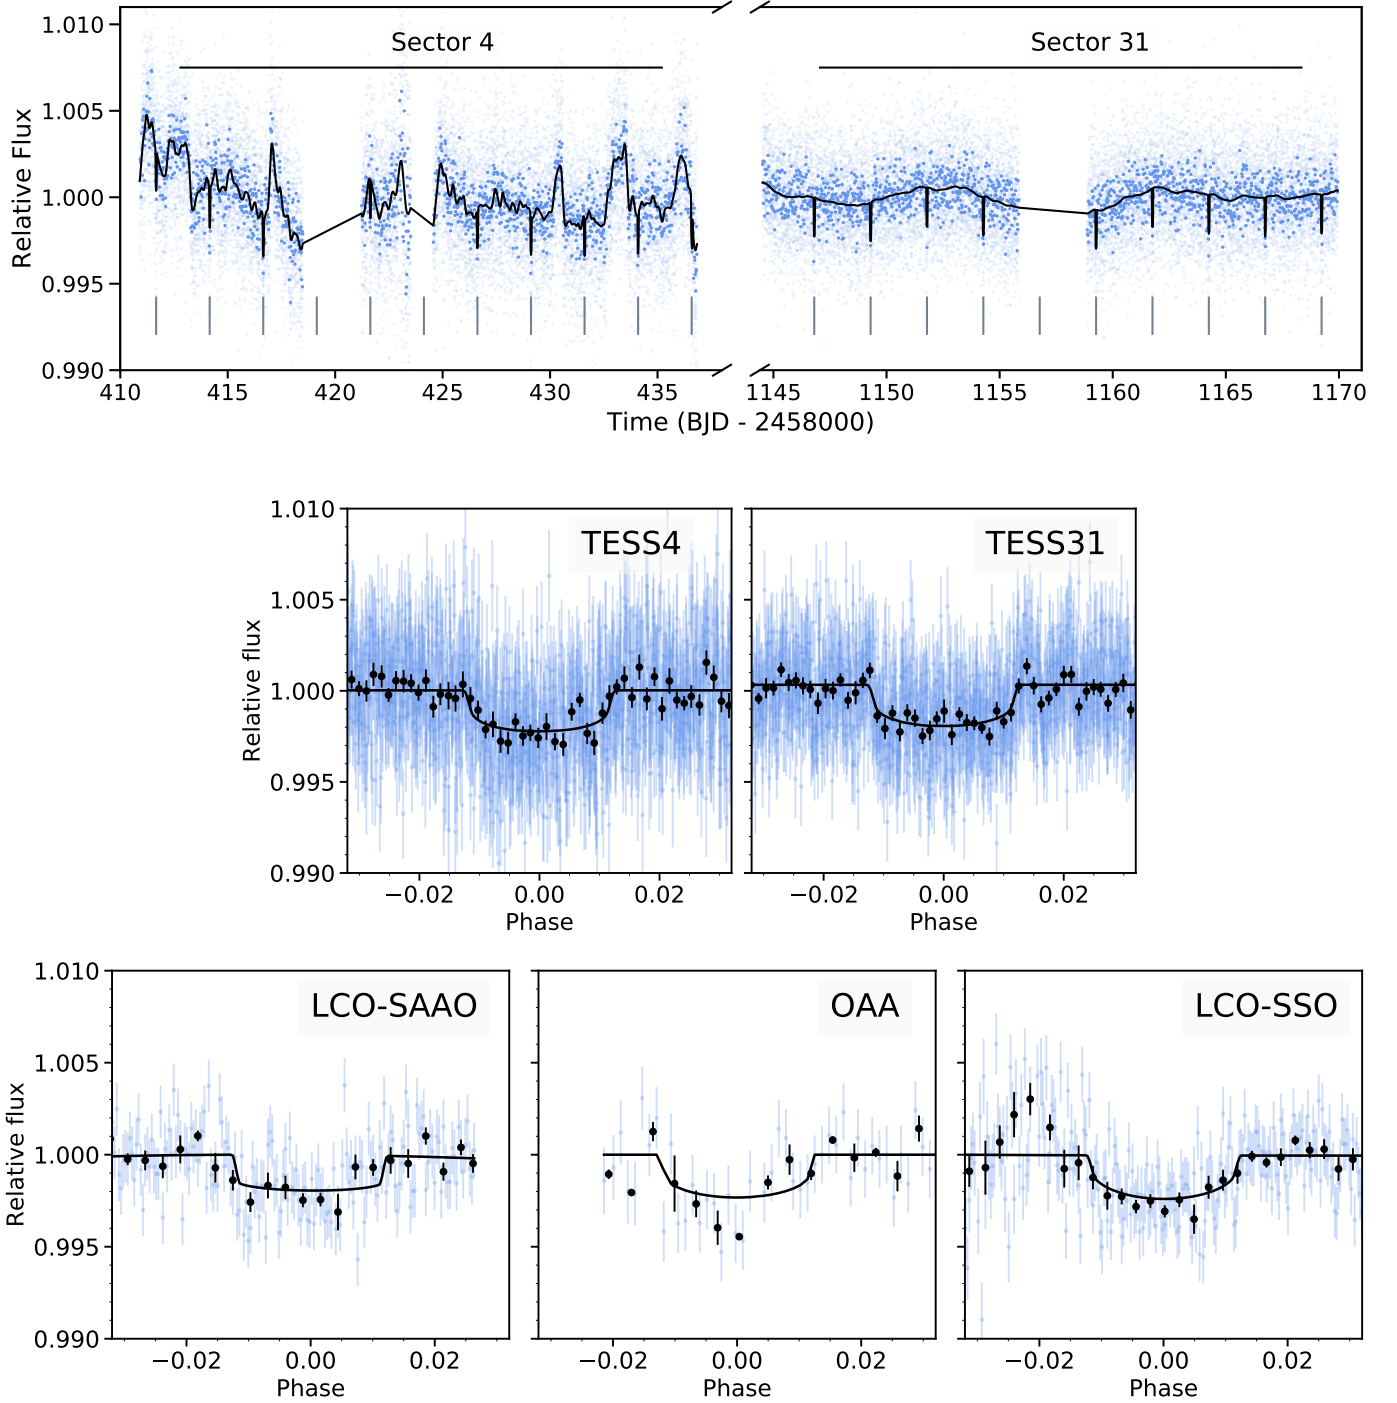 1.010
1.005
1.000
0.995
0.990
Relative Flux
Sector 4
Sector 31
410 415 420 425 430 435 1145 1150 1155 1160 1165 1170
Time (BJD - 2458000)
1.010
1.005
1.000
0.995
0.990
Relative flux
TESS4
TESS31
−0.02 0.00 0.02
−0.02 0.00 0.02
Phase
Phase
1.010
1.005
1.000
0.995
0.990
Relative flux
LCO-SAAO
OAA
LCO-SSO
−0.02 0.00 0.02
−0.02 0.00 0.02
−0.02 0.00 0.02
Phase
Phase
Phase